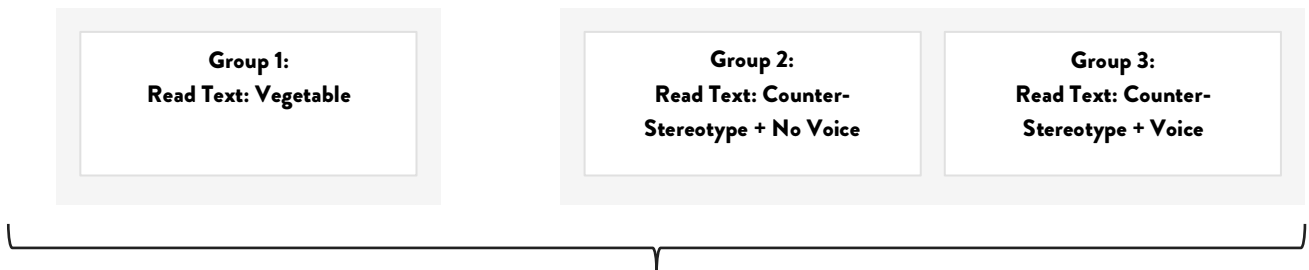 Group 1:
Read Text: Vegetable
Group 2:
Read Text: Counter-
Stereotype + No Voice
Group 3:
Read Text: Counter-
Stereotype + Voice